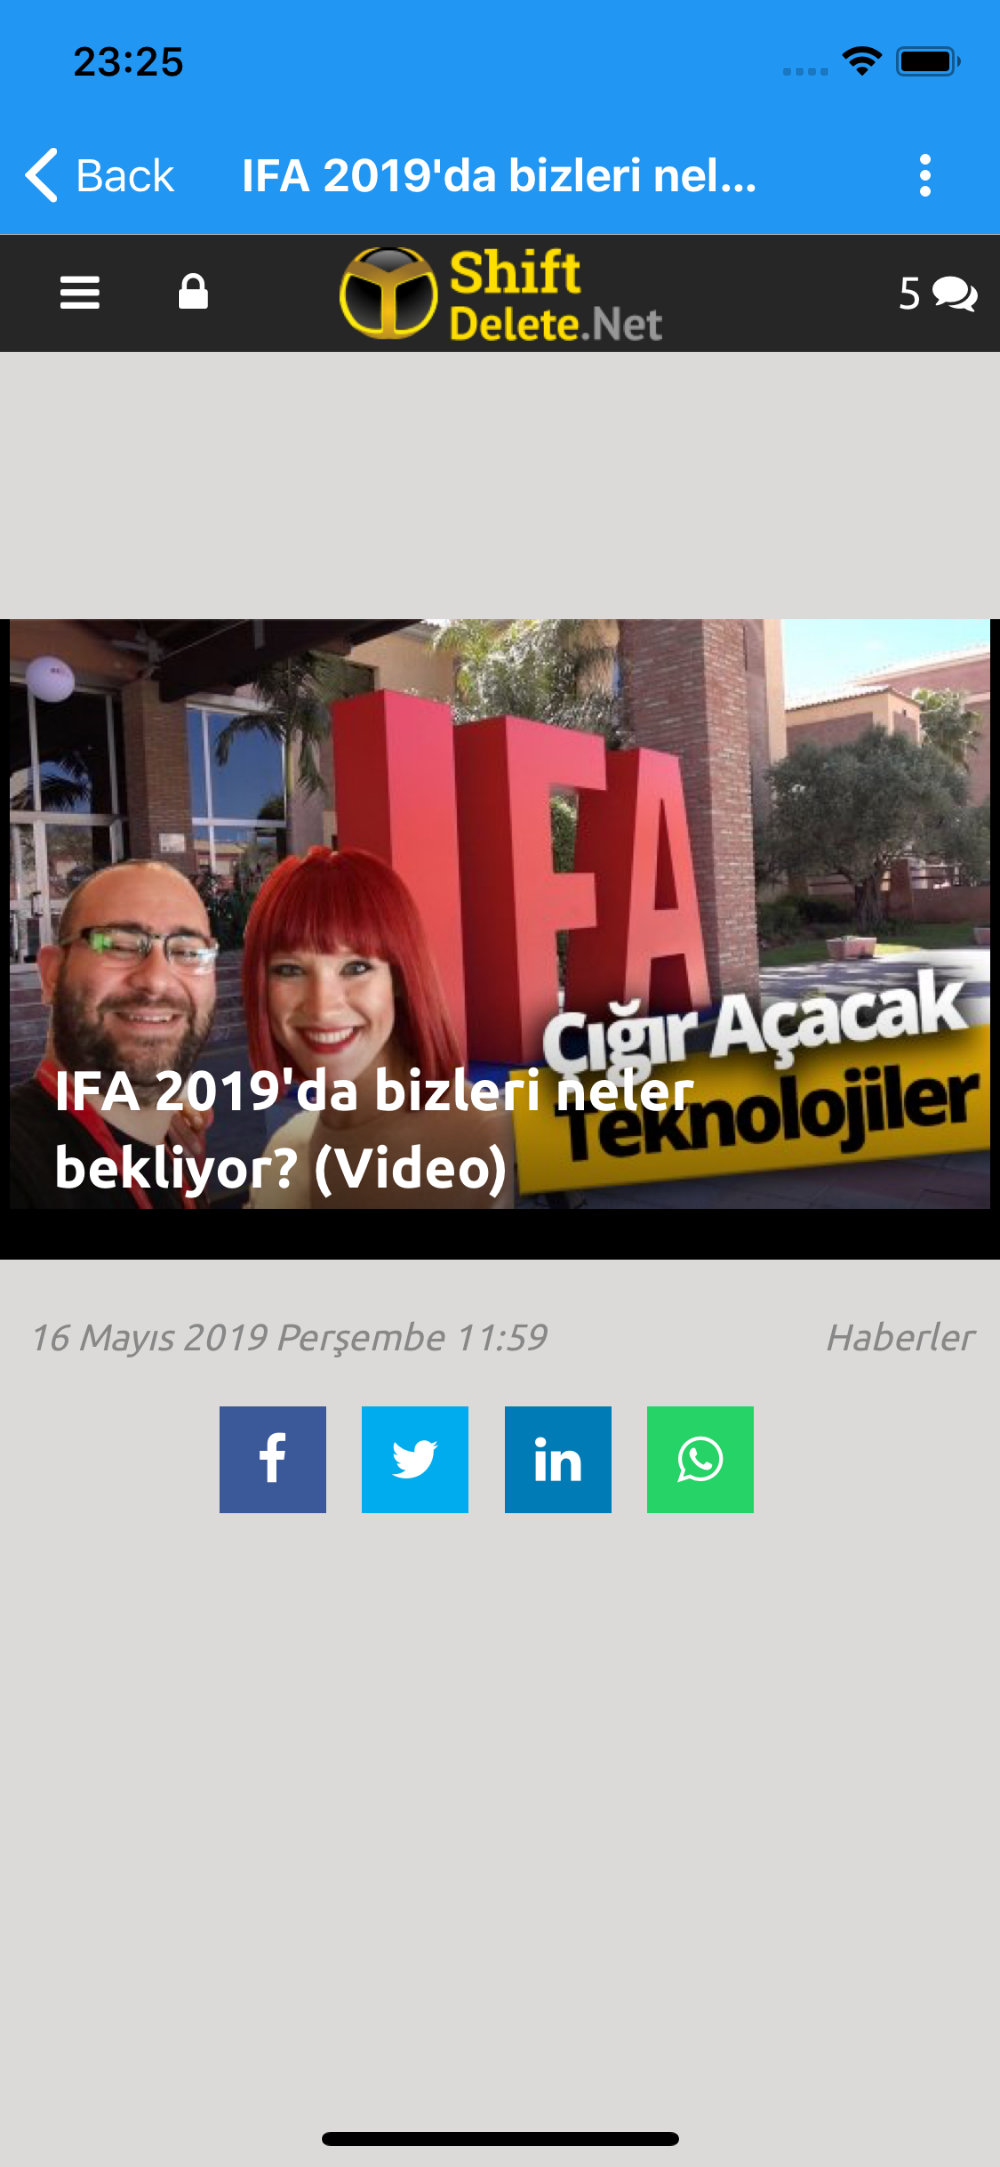 23:25
Back
IFA 2019'da bizleri nel...
Shift
Delete.Net
5
IFA
Çığır Açacak
Teknolojiler
IFA 2019'da bizleri neler
bekliyor? (Video)
16 Mayıs 2019 Perşembe 11:59
Haberler
f
in